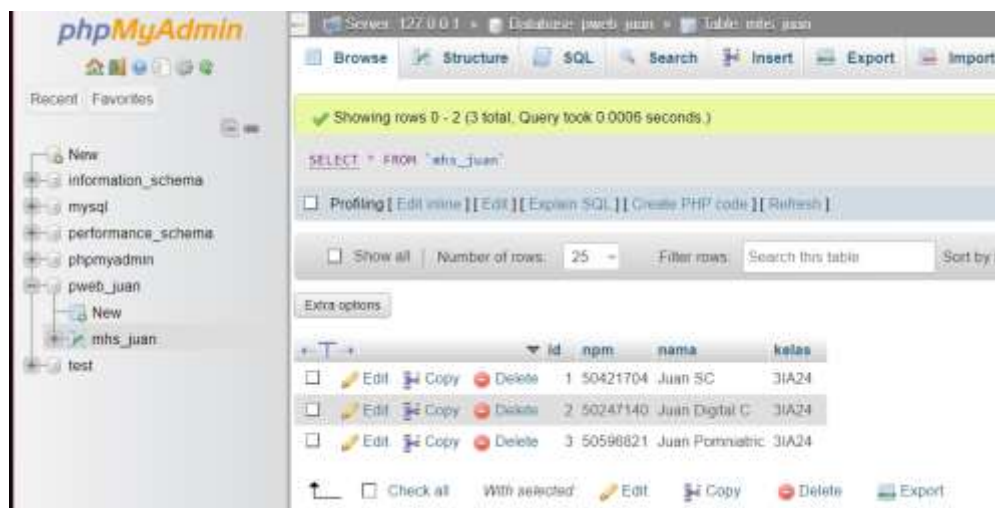 phpMyAdmin
Recent Favorites
New
information_schema
mysql
performance_schema
phpmyadmin
pweb_juan
New
mhs_juan
test
Server: 127.0.0.1 » Database: pweb_juan » Table: mhs_juan
Browse Structure SQL Search Insert Export Import
Showing rows 0 - 2 (3 total, Query took 0.0006 seconds.)
SELECT * FROM `mhs_juan`
Profiling [ Edit inline ] [ Edit ] [ Explain SQL ] [ Create PHP code ] [ Refresh ]
Show all | Number of rows: 25 Filter rows: Search this table Sort by
Extra options
id npm nama kelas
Edit Copy Delete 1 50421704 Juan SC 3IA24
Edit Copy Delete 2 50247140 Juan Digital C 3IA24
Edit Copy Delete 3 50598821 Juan Pomniatric 3IA24
Check all With selected: Edit Copy Delete Export